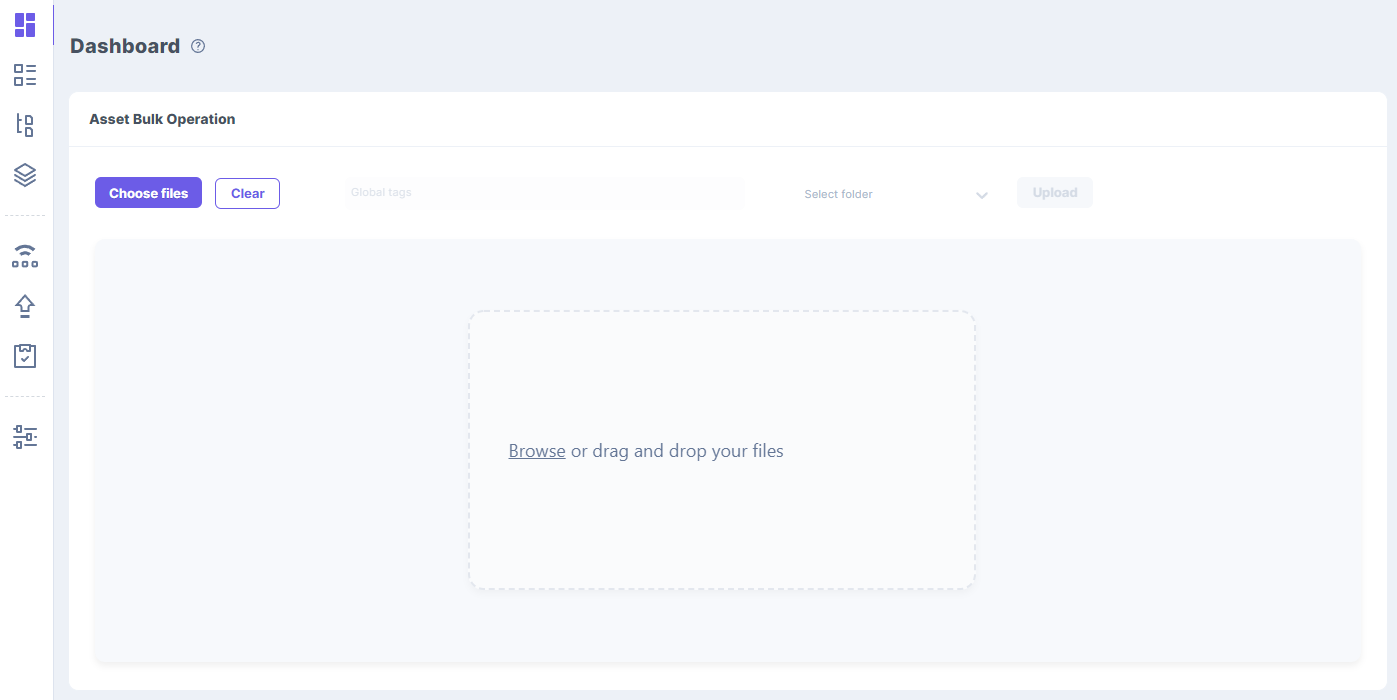 Dashboard
Asset Bulk Operation
Choose files
Clear
Global tags
Select folder
Upload
Browse or drag and drop your files